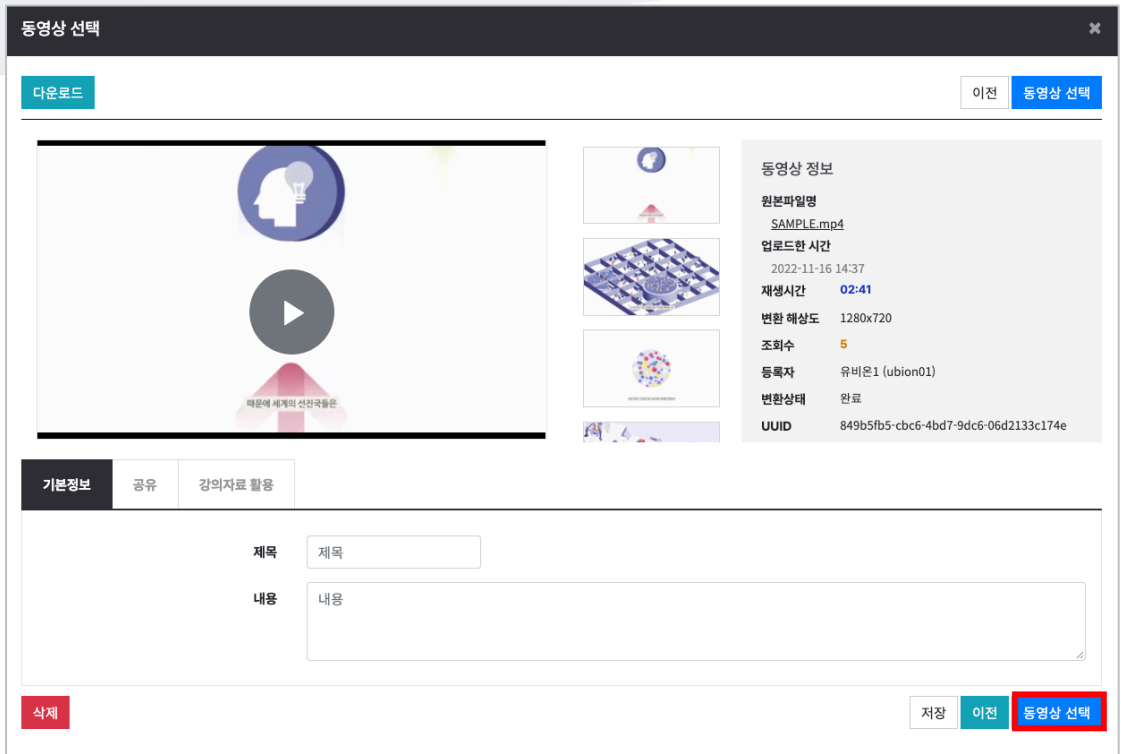 동영상 선택
다운로드
이전 동영상 선택
때문에 세계의 선진국들은
동영상 정보
원본파일명
SAMPLE.mp4
업로드한 시간
2022-11-16 14:37
재생시간 02:41
변환 해상도 1280x720
조회수 5
등록자 유비온1 (ubion01)
변환상태 완료
UUID 849b5fb5-cbc6-4bd7-9dc6-06d2133c174e
기본정보 공유 강의자료 활용
제목 제목
내용 내용
삭제 저장 이전 동영상 선택